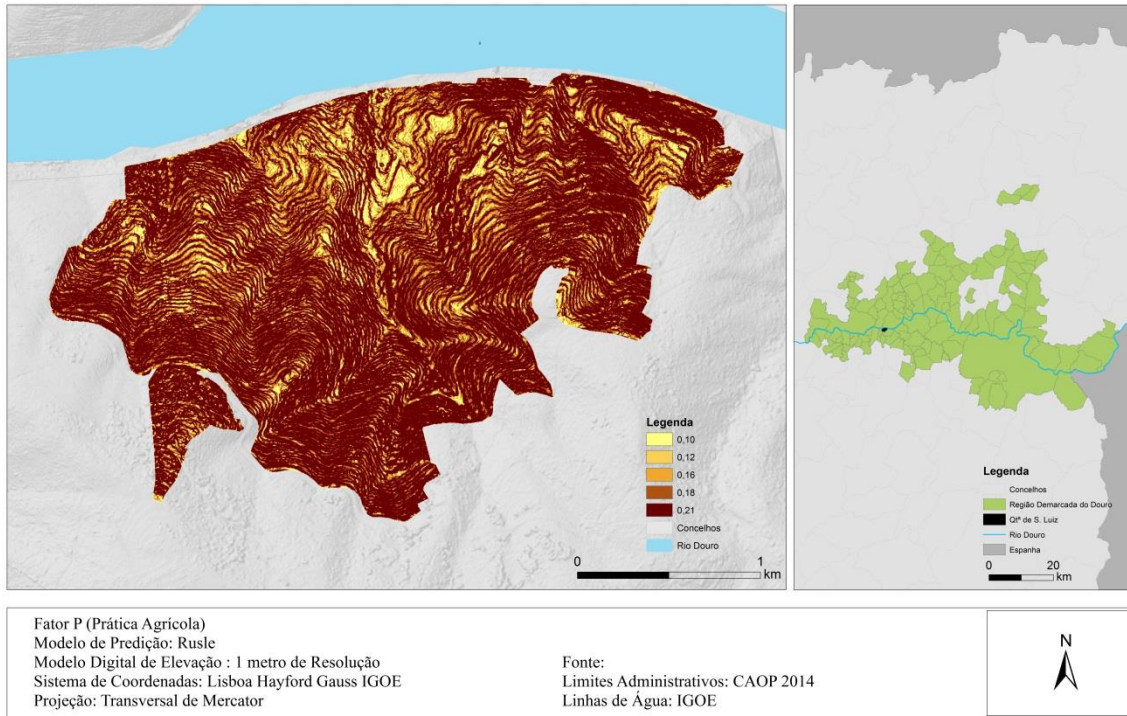 Legenda
0,10
0,12
0,16
0,18
0,21
Concelhos
Rio Douro
0 1
km
Legenda
Concelhos
Região Demarcada do Douro
Qtª de S. Luiz
Rio Douro
Espanha
0 20
km
Fator P (Prática Agrícola)
Modelo de Predição: Rusle
Modelo Digital de Elevação : 1 metro de Resolução
Sistema de Coordenadas: Lisboa Hayford Gauss IGOE
Projeção: Transversal de Mercator
Fonte:
Limites Administrativos: CAOP 2014
Linhas de Água: IGOE
N